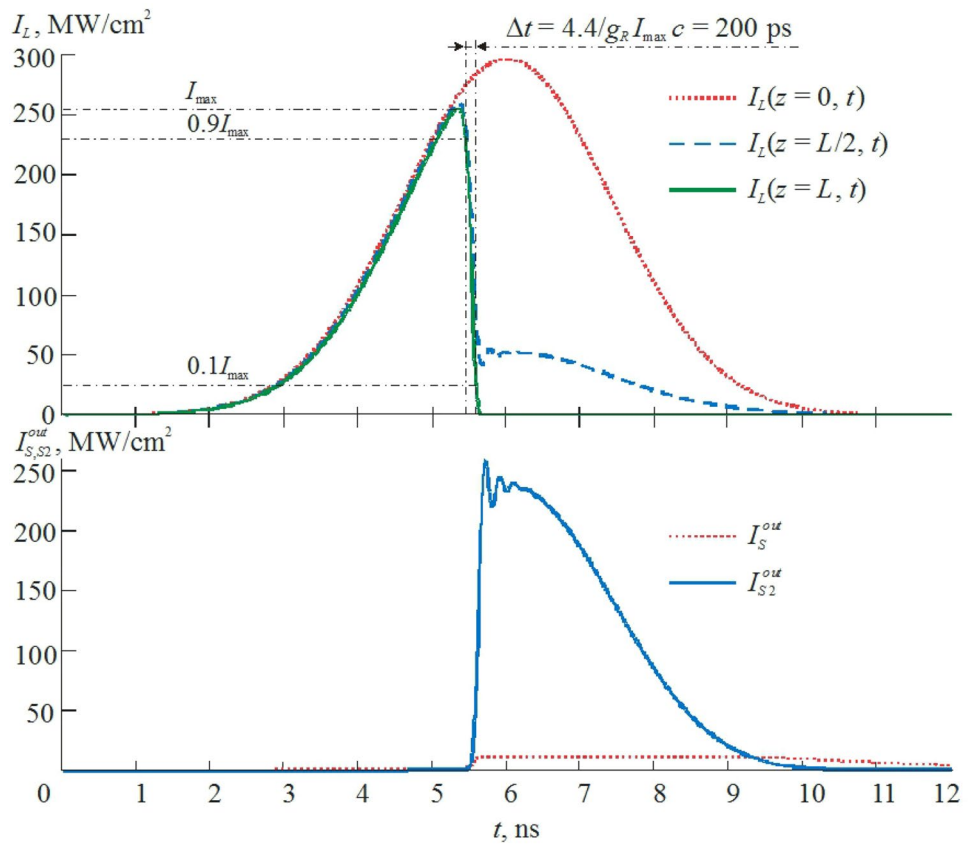 I_L, MW/cm²
Δt = 4.4/g_R I_max c = 200 ps
300
I_max
250
0.9I_max
200
150
100
50
0.1I_max
0
I_L(z = 0, t)
I_L(z = L/2, t)
I_L(z = L, t)
I^out_S,S2, MW/cm²
250
200
150
100
50
I_S^out
I_S2^out
0 1 2 3 4 5 6 7 8 9 10 11 12
t, ns